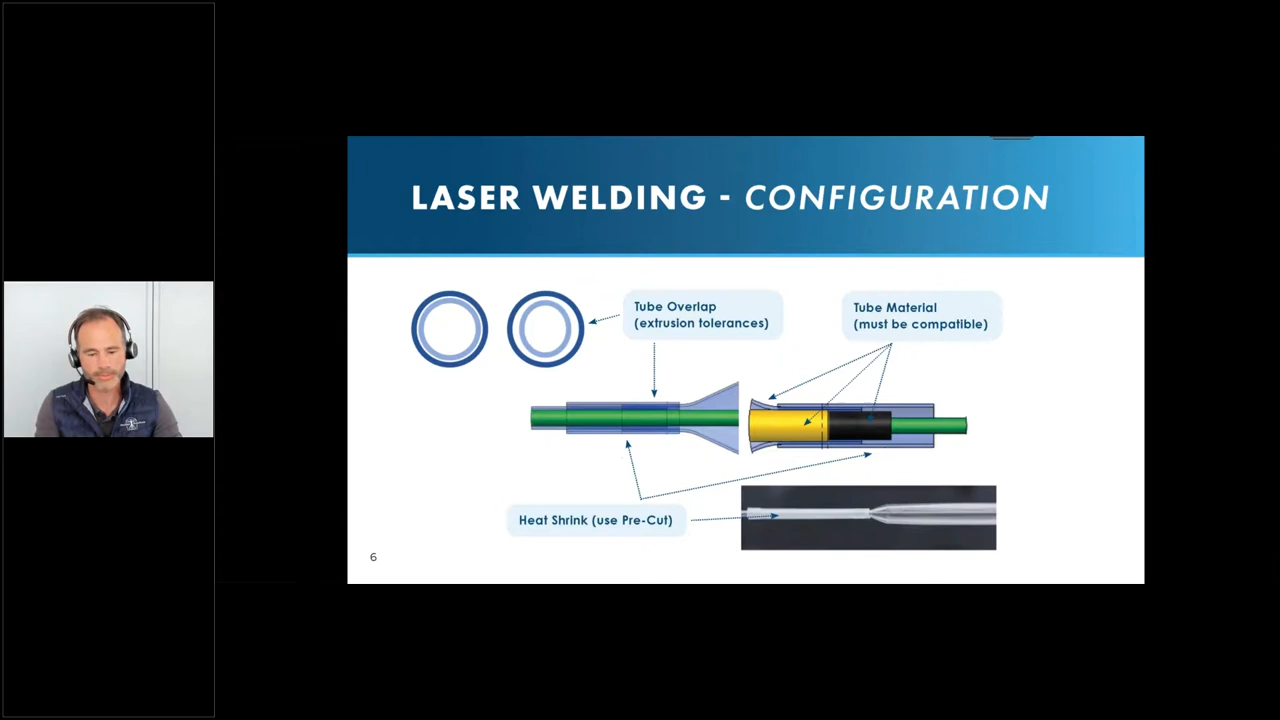 LASER WELDING - CONFIGURATION
Tube Overlap
(extrusion tolerances)
Tube Material
(must be compatible)
Heat Shrink (use Pre-Cut)
6